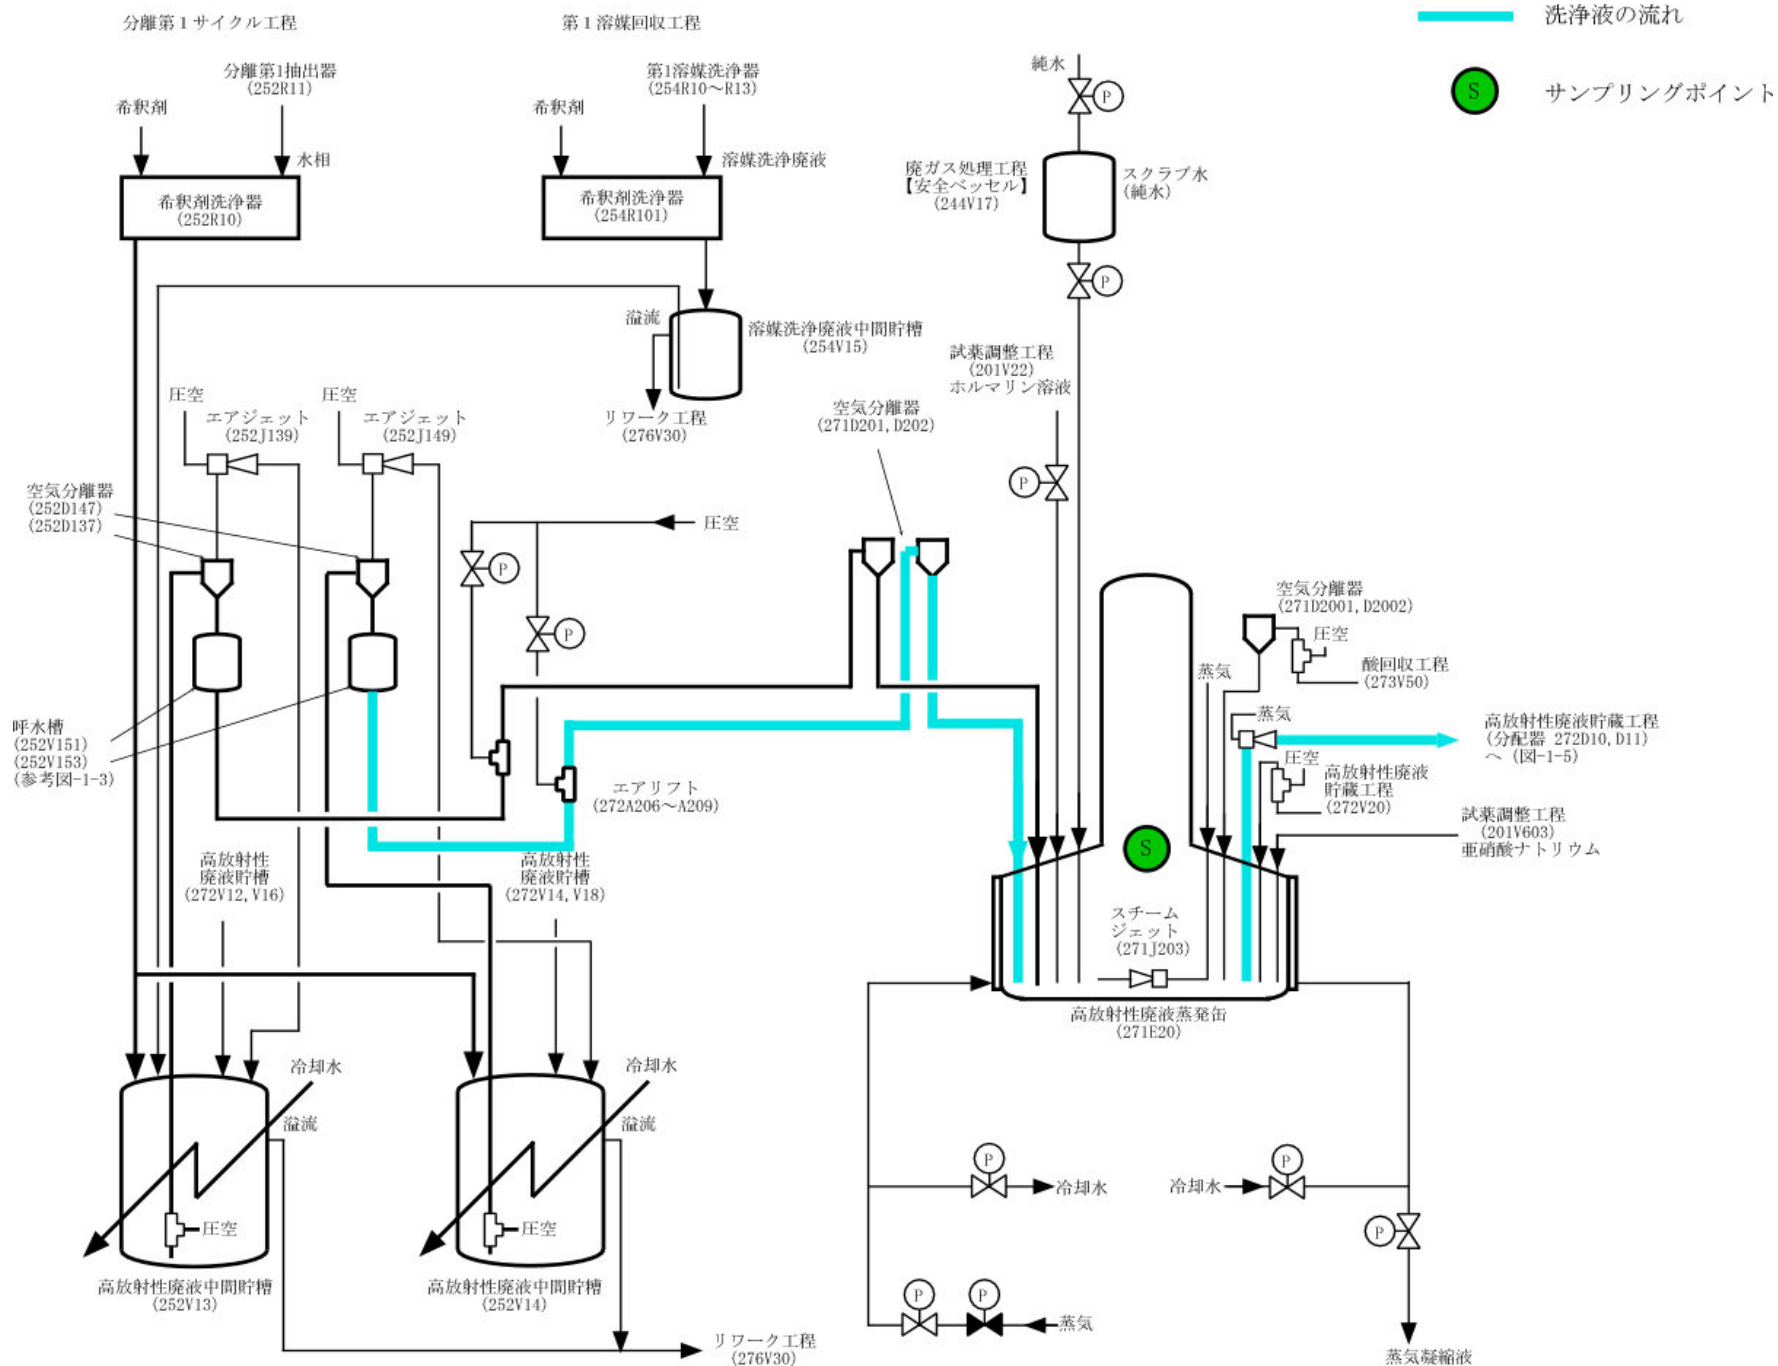 分離第1サイクル工程
第1溶媒回収工程
洗浄液の流れ
S
サンプリングポイント
分離第1抽出器
(252R11)
希釈剤
水相
希釈剤洗浄器
(252R10)
第1溶媒洗浄器
(254R10～R13)
希釈剤
溶媒洗浄廃液
希釈剤洗浄器
(254R101)
純水
P
廃ガス処理工程
【安全ベッセル】
(244V17)
スクラブ水
(純水)
P
溢流
溶媒洗浄廃液中間貯槽
(254V15)
リワーク工程
(276V30)
試薬調整工程
(201V22)
ホルマリン溶液
P
圧空
エアジェット
(252J139)
圧空
エアジェット
(252J149)
空気分離器
(271D201, D202)
空気分離器
(252D147)
(252D137)
圧空
P
P
空気分離器
(271D2001, D2002)
圧空
酸回収工程
(273V50)
蒸気
蒸気
高放射性廃液貯蔵工程
(分配器 272D10, D11)
へ (図-1-5)
圧空
高放射性廃液
貯蔵工程
(272V20)
試薬調整工程
(201V603)
亜硝酸ナトリウム
呼水槽
(252V151)
(252V153)
(参考図-1-3)
エアリフト
(272A206～A209)
高放射性
廃液貯槽
(272V12, V16)
高放射性
廃液貯槽
(272V14, V18)
S
スチーム
ジェット
(271J203)
高放射性廃液蒸発缶
(271E20)
冷却水
溢流
圧空
高放射性廃液中間貯槽
(252V13)
冷却水
溢流
圧空
高放射性廃液中間貯槽
(252V14)
リワーク工程
(276V30)
P
冷却水
冷却水
P
P
P
P
蒸気
蒸気凝縮液